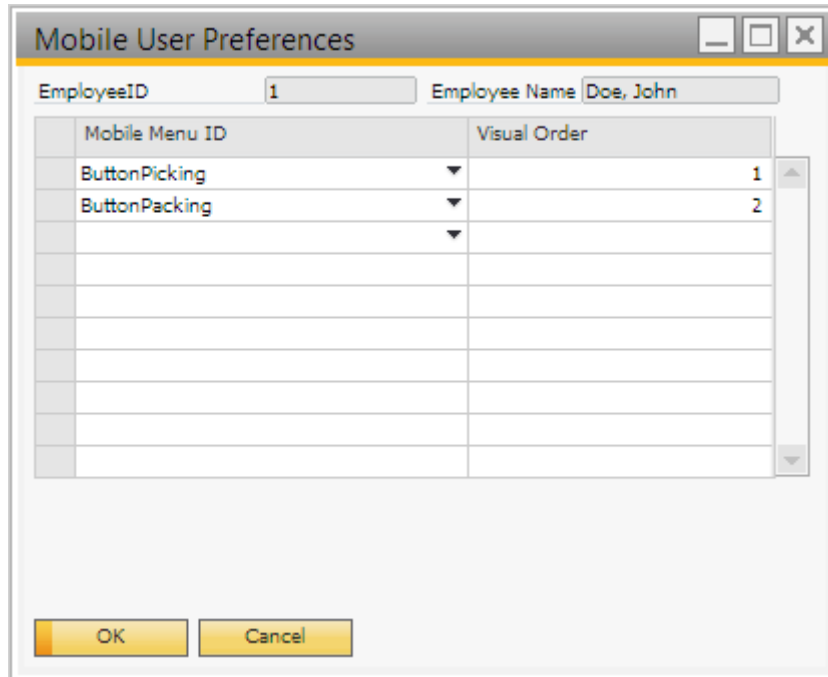 Mobile User Preferences
EmployeeID 1 Employee Name Doe, John
Mobile Menu ID Visual Order
ButtonPicking 1
ButtonPacking 2
OK Cancel